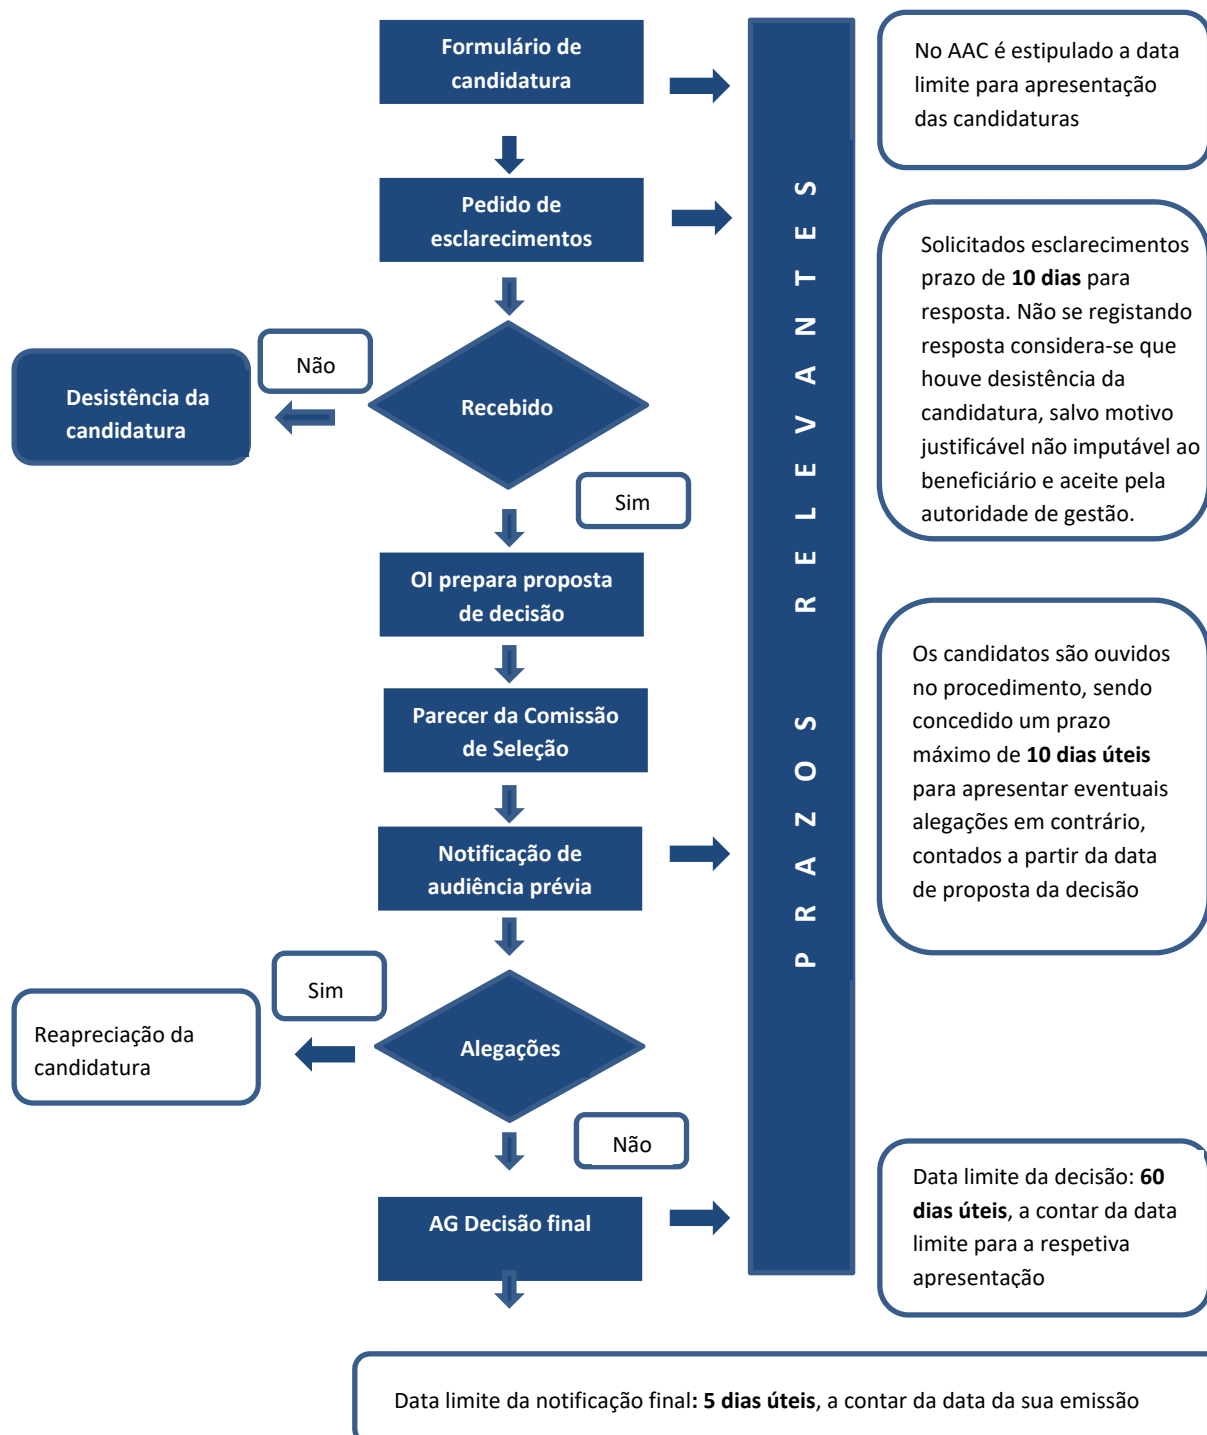 Formulário de
candidatura
No AAC é estipulado a data
limite para apresentação
das candidaturas
Pedido de
esclarecimentos
Solicitados esclarecimentos
prazo de 10 dias para
resposta. Não se registando
resposta considera-se que
houve desistência da
candidatura, salvo motivo
justificável não imputável ao
beneficiário e aceite pela
autoridade de gestão.
Não
Desistência da
candidatura
Recebido
Sim
PRAZOS RELEVANTES
OI prepara proposta
de decisão
Parecer da Comissão
de Seleção
Os candidatos são ouvidos
no procedimento, sendo
concedido um prazo
máximo de 10 dias úteis
para apresentar eventuais
alegações em contrário,
contados a partir da data
de proposta da decisão
Notificação de
audiência prévia
Sim
Reapreciação da
candidatura
Alegações
Não
AG Decisão final
Data limite da decisão: 60
dias úteis, a contar da data
limite para a respetiva
apresentação
Data limite da notificação final: 5 dias úteis, a contar da data da sua emissão